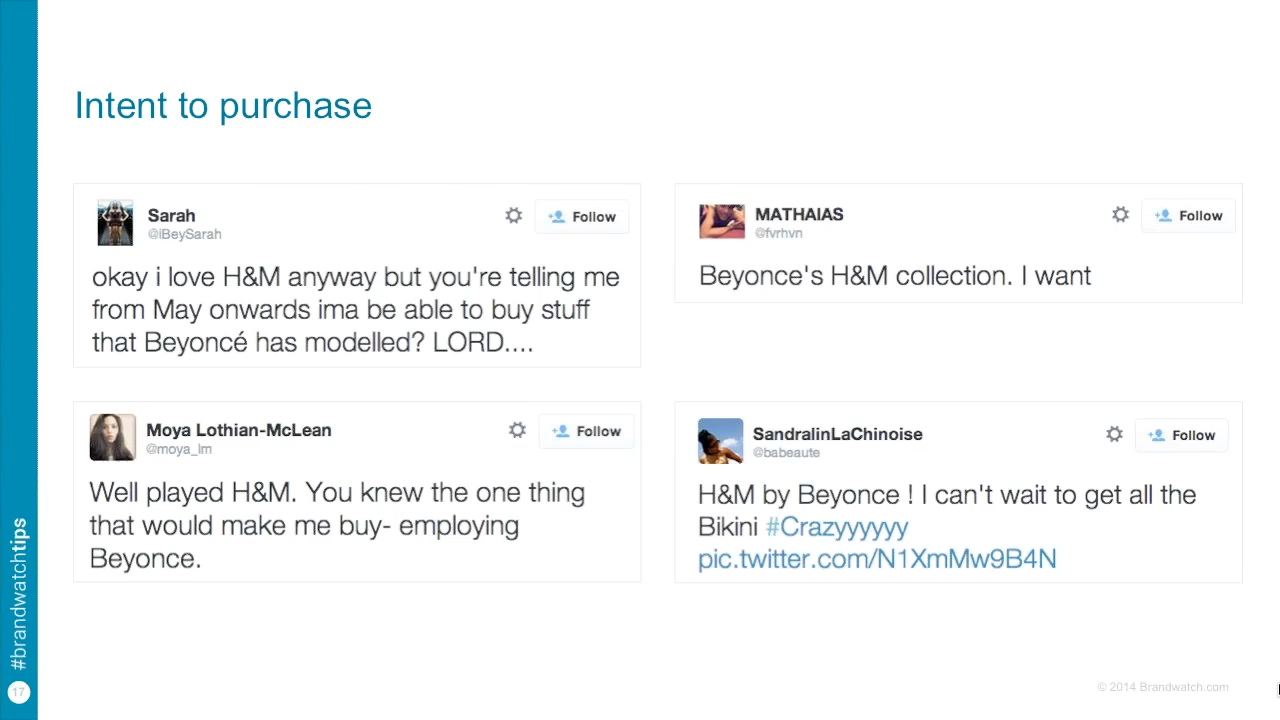 Intent to purchase
Sarah
@iBeySarah
Follow
okay i love H&M anyway but you're telling me
from May onwards ima be able to buy stuff
that Beyoncé has modelled? LORD....
MATHAIAS
@fvrhvn
Follow
Beyonce's H&M collection. I want
Moya Lothian-McLean
@moya_lm
Follow
Well played H&M. You knew the one thing
that would make me buy- employing
Beyonce.
SandralinLaChinoise
@babeaute
Follow
H&M by Beyonce ! I can't wait to get all the
Bikini #Crazyyyyyy
pic.twitter.com/N1XmMw9B4N
#brandwatchtips
17
© 2014 Brandwatch.com